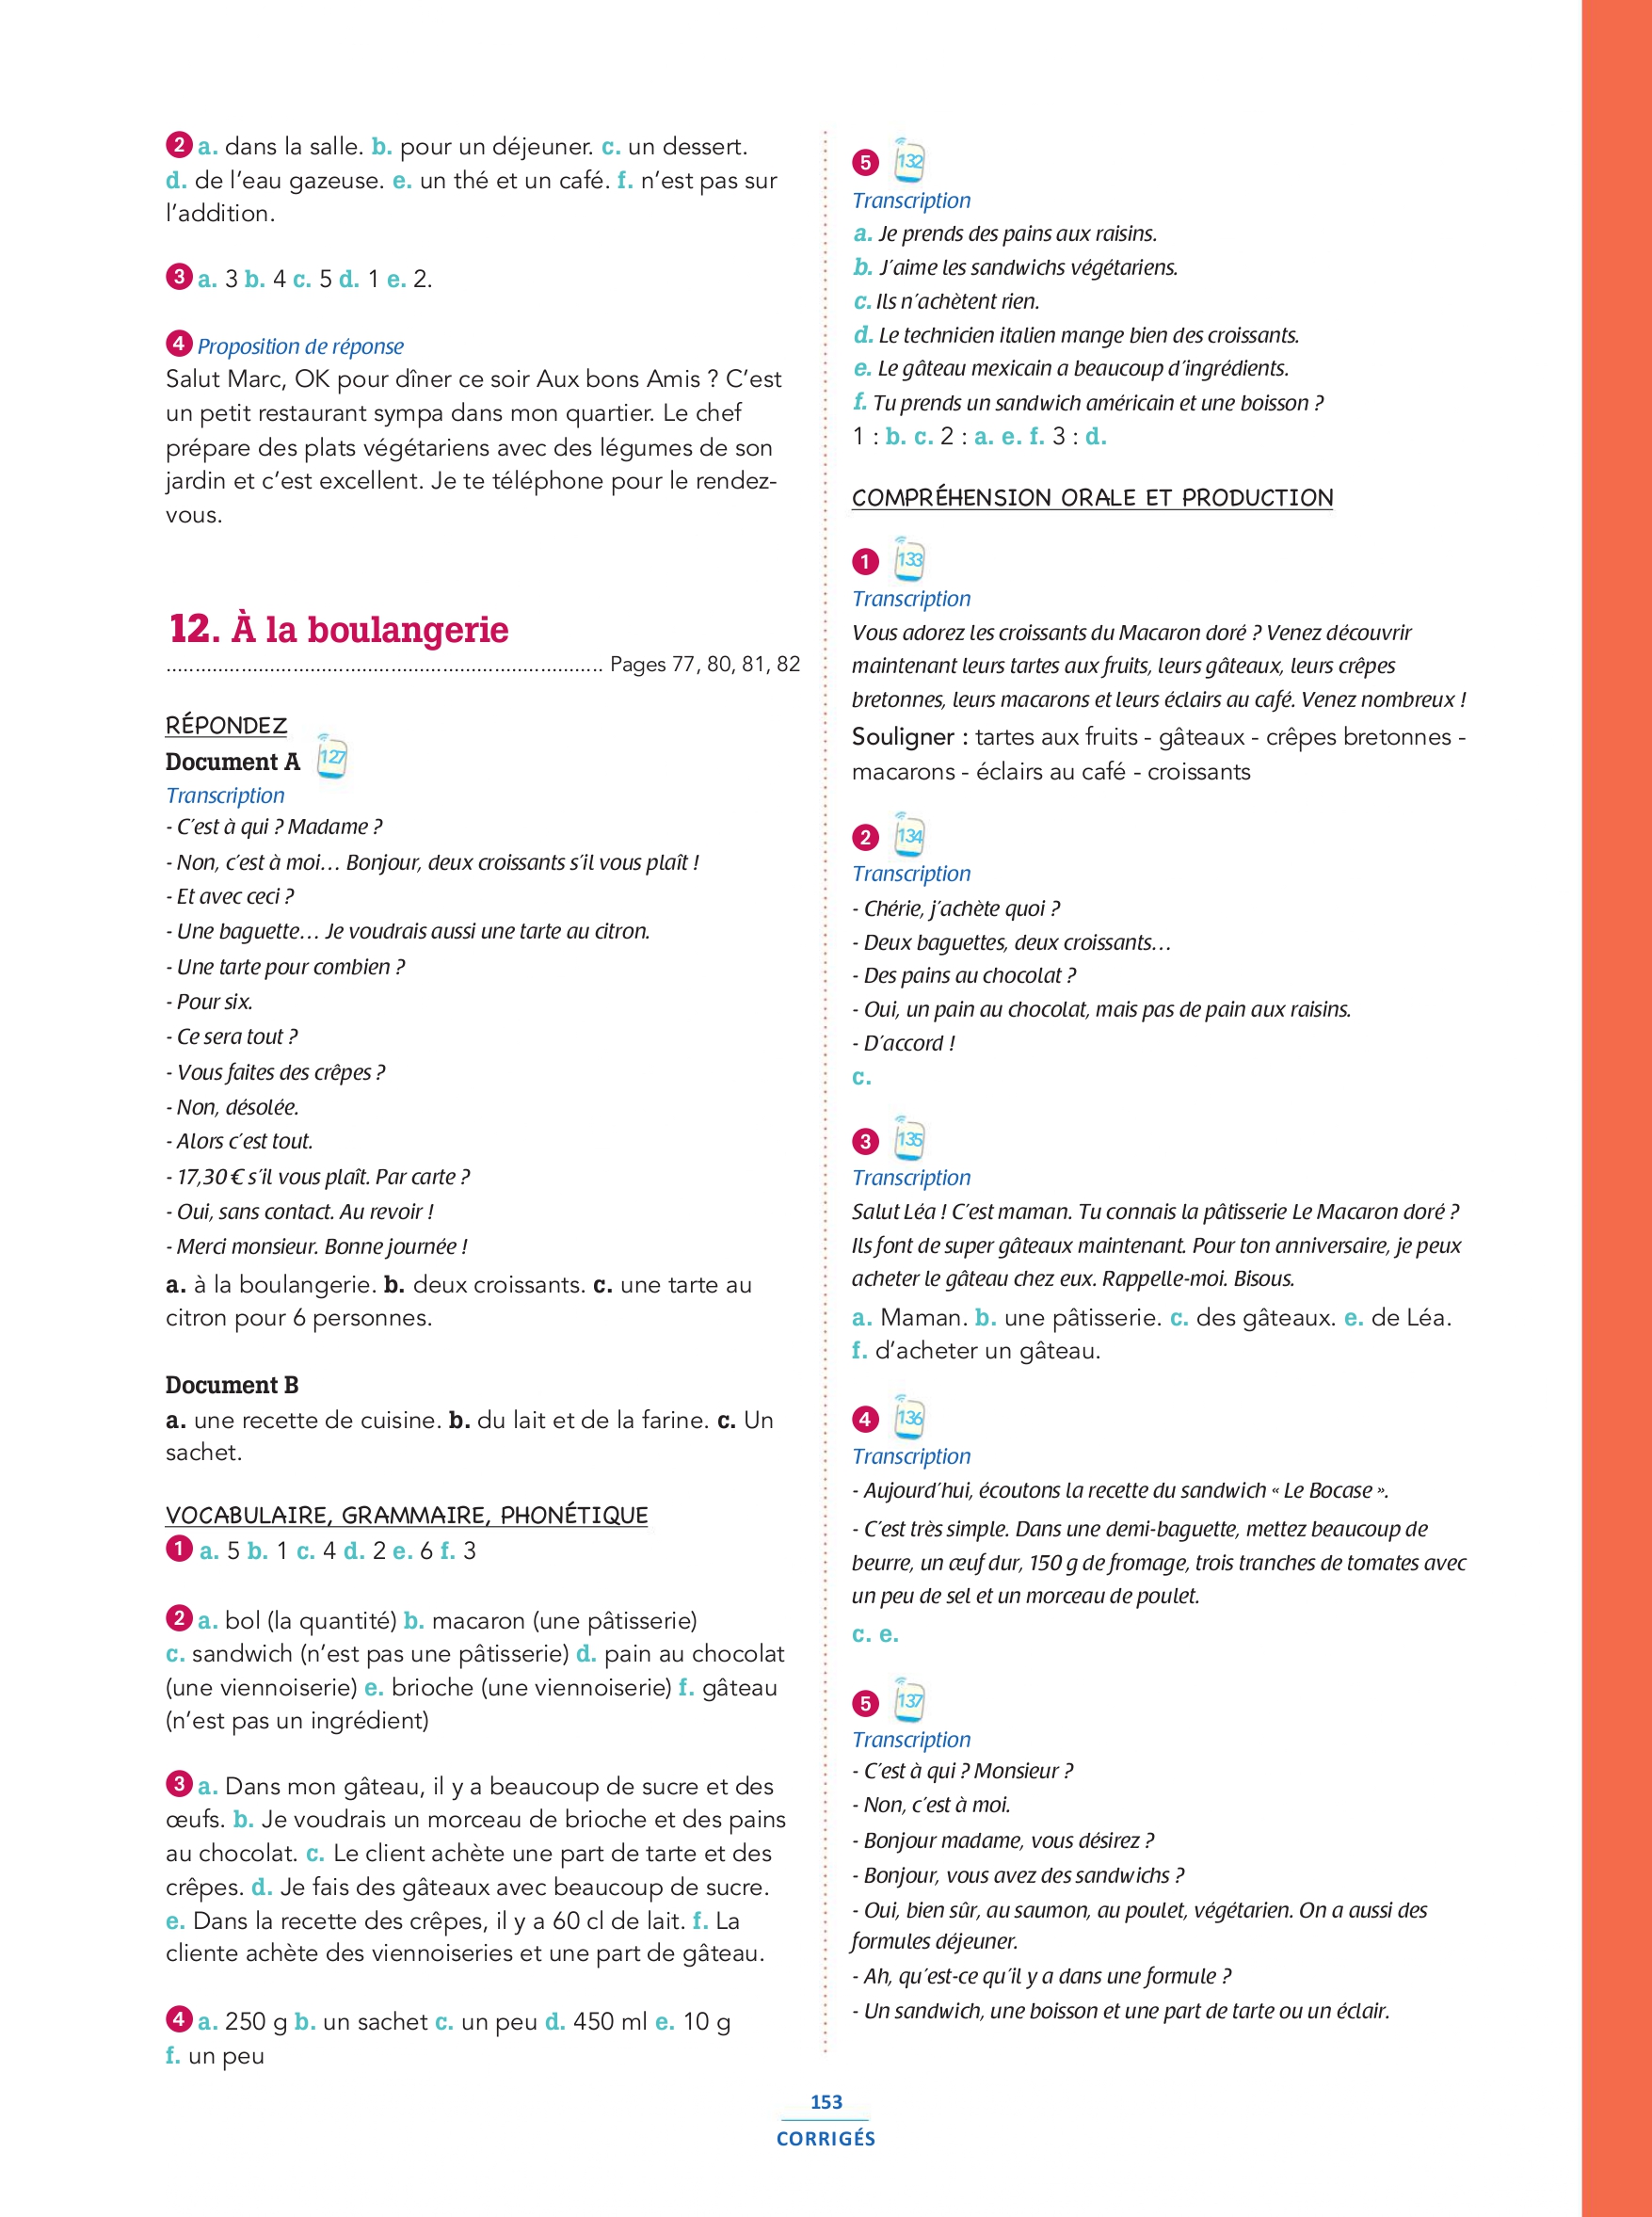 2 a. dans la salle. b. pour un déjeuner. c. un dessert.
d. de l'eau gazeuse. e. un thé et un café. f. n'est pas sur
l'addition.
3 a. 3 b. 4 c. 5 d. 1 e. 2.
4 Proposition de réponse
Salut Marc, OK pour dîner ce soir Aux bons Amis ? C'est
un petit restaurant sympa dans mon quartier. Le chef
prépare des plats végétariens avec des légumes de son
jardin et c'est excellent. Je te téléphone pour le rendez-
vous.
12. À la boulangerie
........................................................................... Pages 77, 80, 81, 82
RÉPONDEZ
Document A 127
Transcription
- C'est à qui ? Madame ?
- Non, c'est à moi... Bonjour, deux croissants s'il vous plaît !
- Et avec ceci ?
- Une baguette... Je voudrais aussi une tarte au citron.
- Une tarte pour combien ?
- Pour six.
- Ce sera tout ?
- Vous faites des crêpes ?
- Non, désolée.
- Alors c'est tout.
- 17,30 € s'il vous plaît. Par carte ?
- Oui, sans contact. Au revoir !
- Merci monsieur. Bonne journée !
a. à la boulangerie. b. deux croissants. c. une tarte au
citron pour 6 personnes.
Document B
a. une recette de cuisine. b. du lait et de la farine. c. Un
sachet.
VOCABULAIRE, GRAMMAIRE, PHONÉTIQUE
1 a. 5 b. 1 c. 4 d. 2 e. 6 f. 3
2 a. bol (la quantité) b. macaron (une pâtisserie)
c. sandwich (n'est pas une pâtisserie) d. pain au chocolat
(une viennoiserie) e. brioche (une viennoiserie) f. gâteau
(n'est pas un ingrédient)
3 a. Dans mon gâteau, il y a beaucoup de sucre et des
œufs. b. Je voudrais un morceau de brioche et des pains
au chocolat. c. Le client achète une part de tarte et des
crêpes. d. Je fais des gâteaux avec beaucoup de sucre.
e. Dans la recette des crêpes, il y a 60 cl de lait. f. La
cliente achète des viennoiseries et une part de gâteau.
4 a. 250 g b. un sachet c. un peu d. 450 ml e. 10 g
f. un peu
5 132
Transcription
a. Je prends des pains aux raisins.
b. J'aime les sandwichs végétariens.
c. Ils n'achètent rien.
d. Le technicien italien mange bien des croissants.
e. Le gâteau mexicain a beaucoup d'ingrédients.
f. Tu prends un sandwich américain et une boisson ?
1 : b. c. 2 : a. e. f. 3 : d.
COMPRÉHENSION ORALE ET PRODUCTION
1 133
Transcription
Vous adorez les croissants du Macaron doré ? Venez découvrir
maintenant leurs tartes aux fruits, leurs gâteaux, leurs crêpes
bretonnes, leurs macarons et leurs éclairs au café. Venez nombreux !
Souligner : tartes aux fruits - gâteaux - crêpes bretonnes -
macarons - éclairs au café - croissants
2 134
Transcription
- Chérie, j'achète quoi ?
- Deux baguettes, deux croissants...
- Des pains au chocolat ?
- Oui, un pain au chocolat, mais pas de pain aux raisins.
- D'accord !
c.
3 135
Transcription
Salut Léa ! C'est maman. Tu connais la pâtisserie Le Macaron doré ?
Ils font de super gâteaux maintenant. Pour ton anniversaire, je peux
acheter le gâteau chez eux. Rappelle-moi. Bisous.
a. Maman. b. une pâtisserie. c. des gâteaux. e. de Léa.
f. d'acheter un gâteau.
4 136
Transcription
- Aujourd'hui, écoutons la recette du sandwich « Le Bocase ».
- C'est très simple. Dans une demi-baguette, mettez beaucoup de
beurre, un œuf dur, 150 g de fromage, trois tranches de tomates avec
un peu de sel et un morceau de poulet.
c. e.
5 137
Transcription
- C'est à qui ? Monsieur ?
- Non, c'est à moi.
- Bonjour madame, vous désirez ?
- Bonjour, vous avez des sandwichs ?
- Oui, bien sûr, au saumon, au poulet, végétarien. On a aussi des
formules déjeuner.
- Ah, qu'est-ce qu'il y a dans une formule ?
- Un sandwich, une boisson et une part de tarte ou un éclair.
153
CORRIGÉS